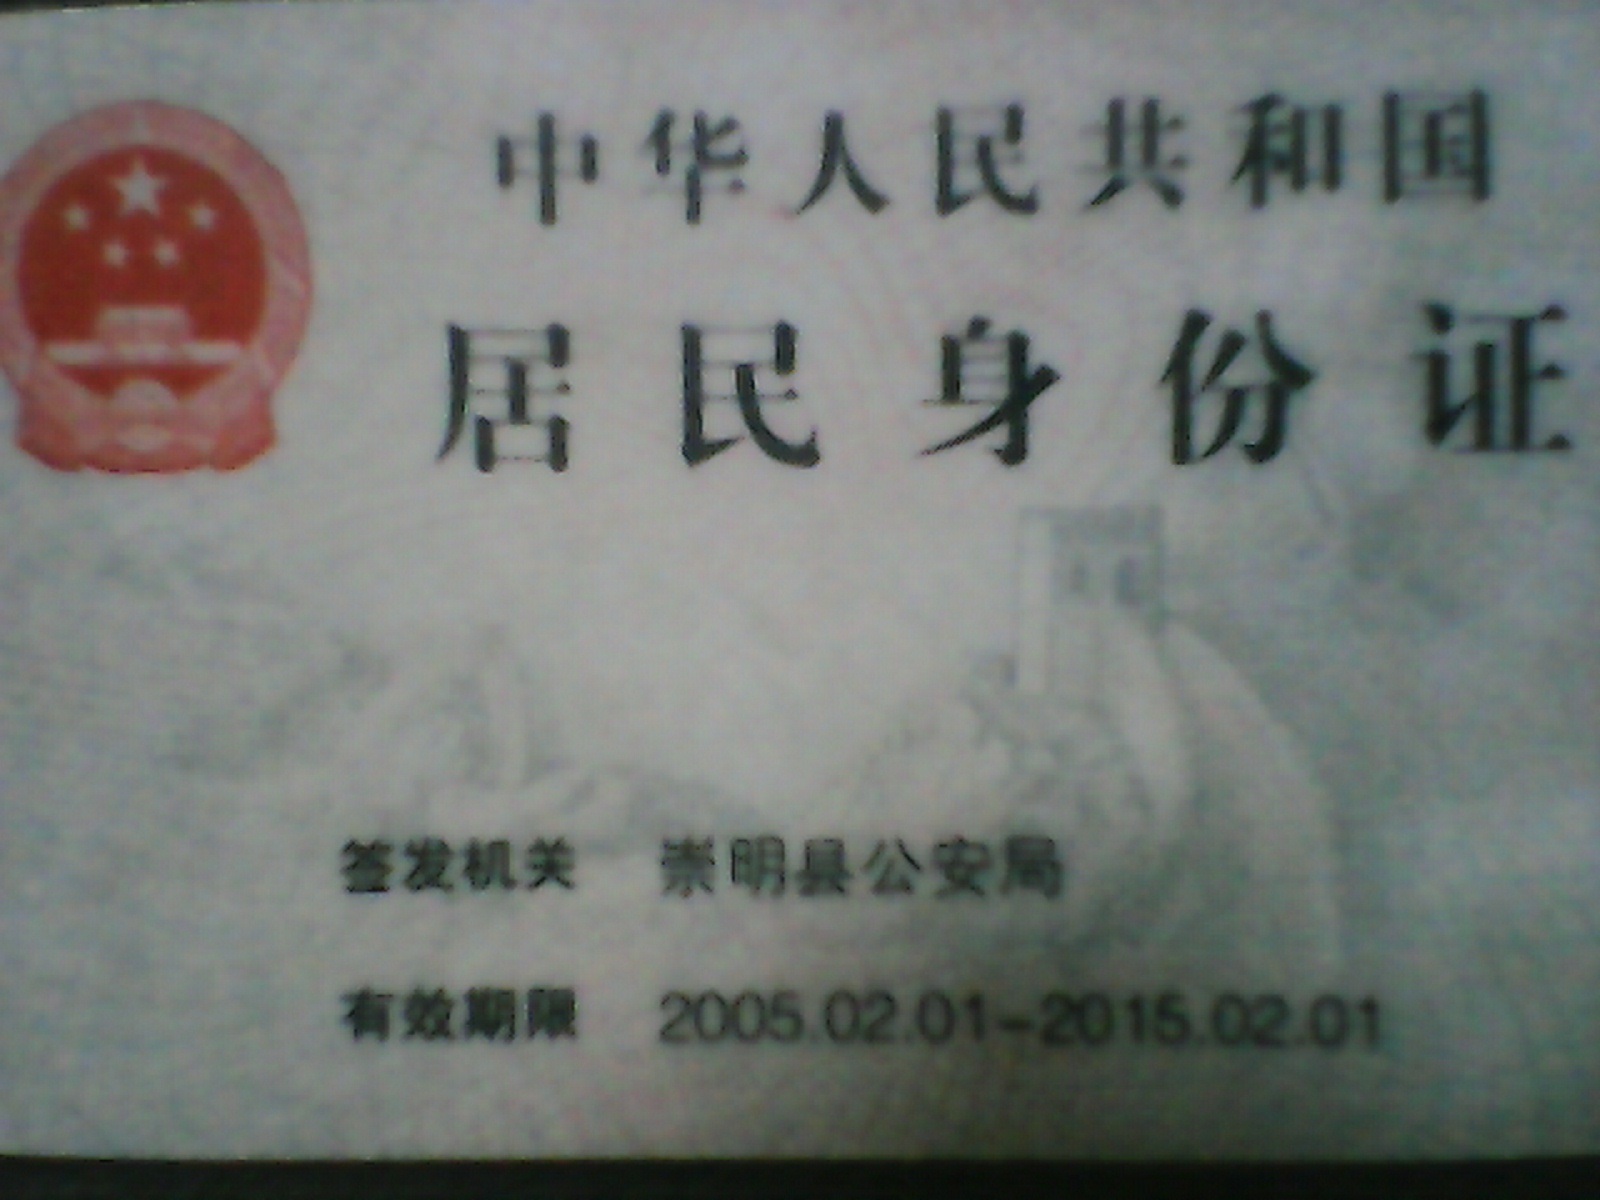 中华人民共和国
居民身份证
签发机关 崇明县公安局
有效期限 2005.02.01-2015.02.01